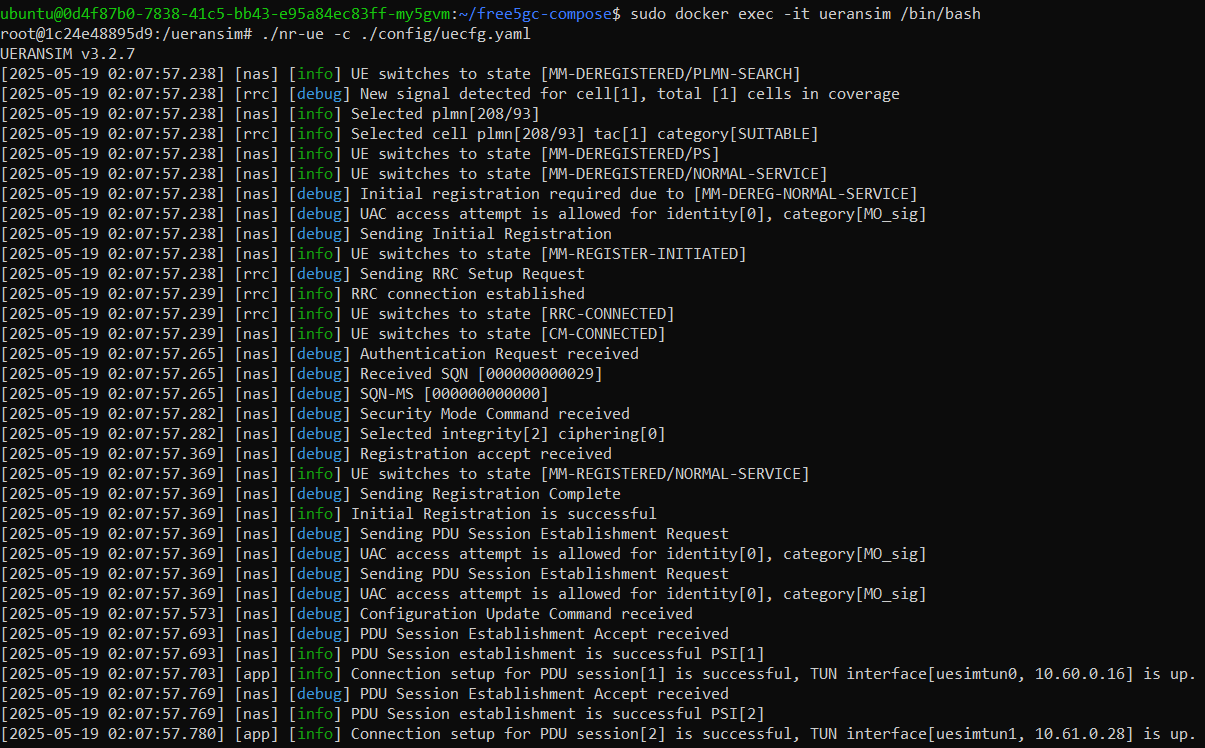 ubuntu@0d4f87b0-7838-41c5-bb43-e95a84ec83ff-my5gvm:~/free5gc-compose$ sudo docker exec -it ueransim /bin/bash
root@1c24e48895d9:/ueransim# ./nr-ue -c ./config/uecfg.yaml
UERANSIM v3.2.7
[2025-05-19 02:07:57.238] [nas] [info] UE switches to state [MM-DEREGISTERED/PLMN-SEARCH]
[2025-05-19 02:07:57.238] [rrc] [debug] New signal detected for cell[1], total [1] cells in coverage
[2025-05-19 02:07:57.238] [nas] [info] Selected plmn[208/93]
[2025-05-19 02:07:57.238] [rrc] [info] Selected cell plmn[208/93] tac[1] category[SUITABLE]
[2025-05-19 02:07:57.238] [nas] [info] UE switches to state [MM-DEREGISTERED/PS]
[2025-05-19 02:07:57.238] [nas] [info] UE switches to state [MM-DEREGISTERED/NORMAL-SERVICE]
[2025-05-19 02:07:57.238] [nas] [debug] Initial registration required due to [MM-DEREG-NORMAL-SERVICE]
[2025-05-19 02:07:57.238] [nas] [debug] UAC access attempt is allowed for identity[0], category[MO_sig]
[2025-05-19 02:07:57.238] [nas] [debug] Sending Initial Registration
[2025-05-19 02:07:57.238] [nas] [info] UE switches to state [MM-REGISTER-INITIATED]
[2025-05-19 02:07:57.238] [rrc] [debug] Sending RRC Setup Request
[2025-05-19 02:07:57.239] [rrc] [info] RRC connection established
[2025-05-19 02:07:57.239] [rrc] [info] UE switches to state [RRC-CONNECTED]
[2025-05-19 02:07:57.239] [nas] [info] UE switches to state [CM-CONNECTED]
[2025-05-19 02:07:57.265] [nas] [debug] Authentication Request received
[2025-05-19 02:07:57.265] [nas] [debug] Received SQN [000000000029]
[2025-05-19 02:07:57.265] [nas] [debug] SQN-MS [000000000000]
[2025-05-19 02:07:57.282] [nas] [debug] Security Mode Command received
[2025-05-19 02:07:57.282] [nas] [debug] Selected integrity[2] ciphering[0]
[2025-05-19 02:07:57.369] [nas] [debug] Registration accept received
[2025-05-19 02:07:57.369] [nas] [info] UE switches to state [MM-REGISTERED/NORMAL-SERVICE]
[2025-05-19 02:07:57.369] [nas] [debug] Sending Registration Complete
[2025-05-19 02:07:57.369] [nas] [info] Initial Registration is successful
[2025-05-19 02:07:57.369] [nas] [debug] Sending PDU Session Establishment Request
[2025-05-19 02:07:57.369] [nas] [debug] UAC access attempt is allowed for identity[0], category[MO_sig]
[2025-05-19 02:07:57.369] [nas] [debug] Sending PDU Session Establishment Request
[2025-05-19 02:07:57.369] [nas] [debug] UAC access attempt is allowed for identity[0], category[MO_sig]
[2025-05-19 02:07:57.573] [nas] [debug] Configuration Update Command received
[2025-05-19 02:07:57.693] [nas] [debug] PDU Session Establishment Accept received
[2025-05-19 02:07:57.693] [nas] [info] PDU Session establishment is successful PSI[1]
[2025-05-19 02:07:57.703] [app] [info] Connection setup for PDU session[1] is successful, TUN interface[uesimtun0, 10.60.0.16] is up.
[2025-05-19 02:07:57.769] [nas] [debug] PDU Session Establishment Accept received
[2025-05-19 02:07:57.769] [nas] [info] PDU Session establishment is successful PSI[2]
[2025-05-19 02:07:57.780] [app] [info] Connection setup for PDU session[2] is successful, TUN interface[uesimtun1, 10.61.0.28] is up.